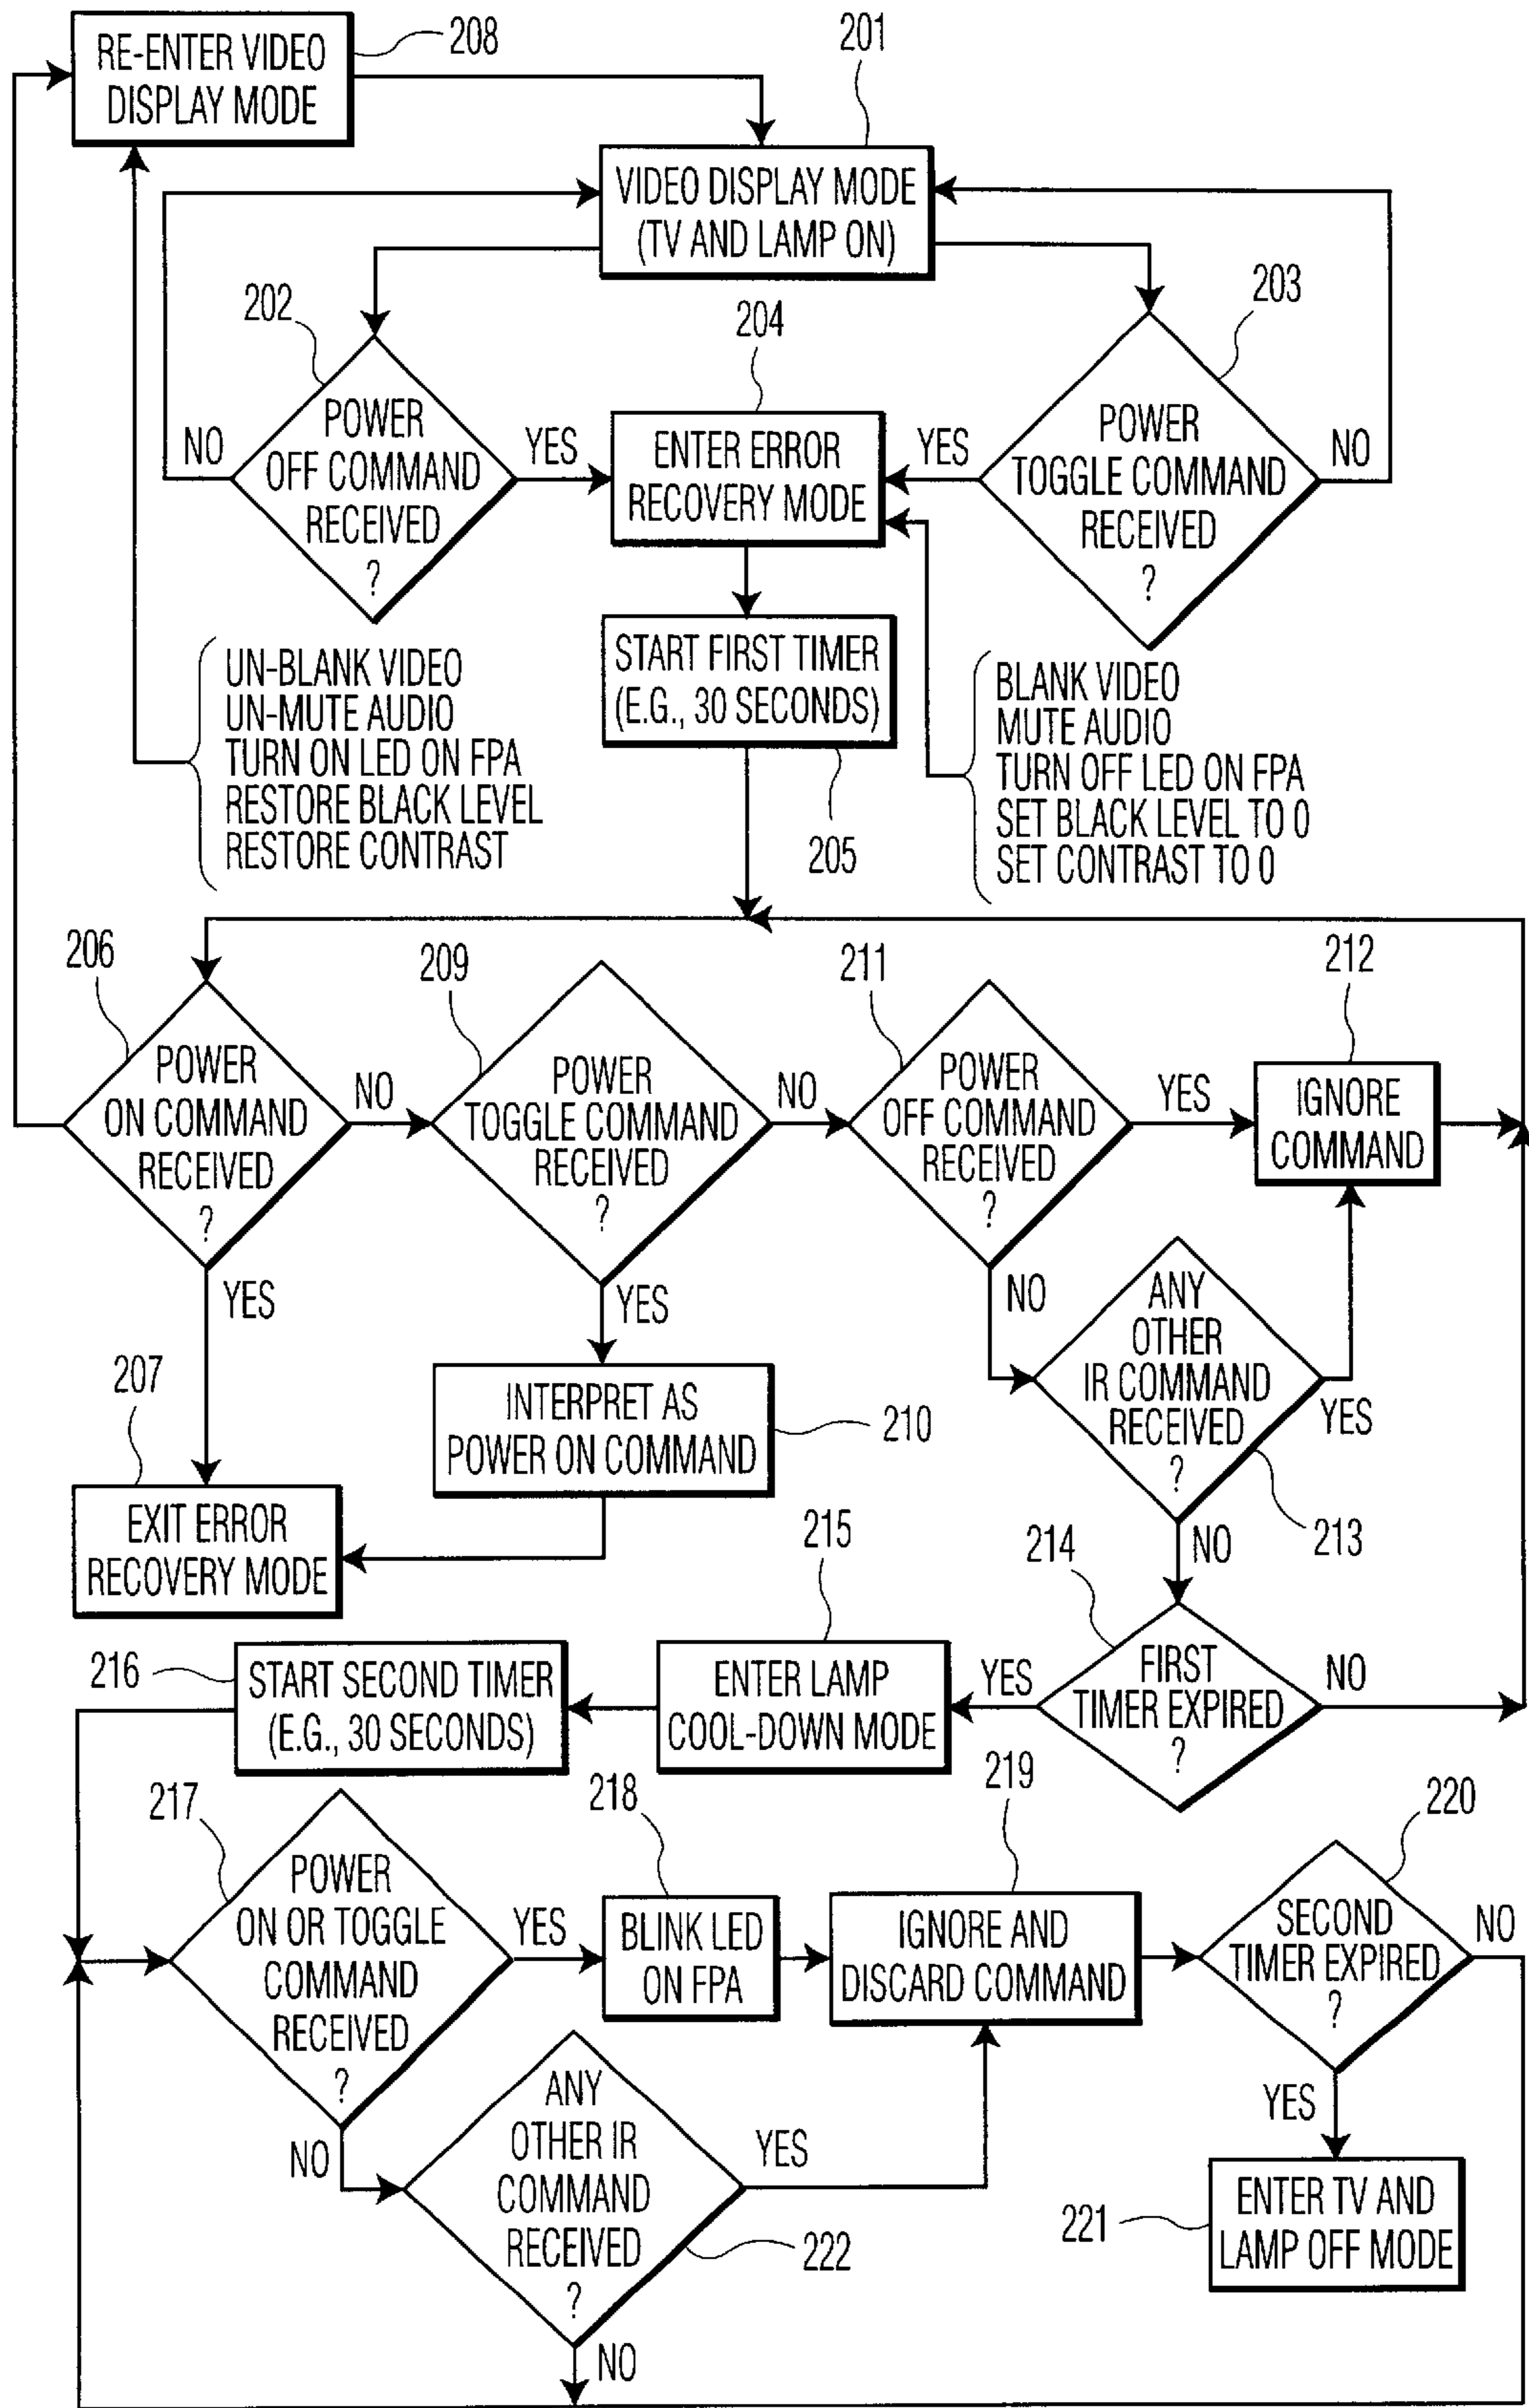 RE-ENTER VIDEO
DISPLAY MODE
208
201
VIDEO DISPLAY MODE
(TV AND LAMP ON)
202
POWER
OFF COMMAND
RECEIVED
?
NO
YES
204
ENTER ERROR
RECOVERY MODE
203
POWER
TOGGLE COMMAND
RECEIVED
?
YES
NO
START FIRST TIMER
(E.G., 30 SECONDS)
205
UN-BLANK VIDEO
UN-MUTE AUDIO
TURN ON LED ON FPA
RESTORE BLACK LEVEL
RESTORE CONTRAST
BLANK VIDEO
MUTE AUDIO
TURN OFF LED ON FPA
SET BLACK LEVEL TO 0
SET CONTRAST TO 0
206
POWER
ON COMMAND
RECEIVED
?
NO
YES
209
POWER
TOGGLE COMMAND
RECEIVED
?
NO
YES
211
POWER
OFF COMMAND
RECEIVED
?
YES
NO
212
IGNORE
COMMAND
ANY
OTHER
IR COMMAND
RECEIVED
?
YES
213
NO
207
EXIT ERROR
RECOVERY MODE
INTERPRET AS
POWER ON COMMAND
210
214
FIRST
TIMER EXPIRED
?
YES
NO
215
ENTER LAMP
COOL-DOWN MODE
216
START SECOND TIMER
(E.G., 30 SECONDS)
217
POWER
ON OR TOGGLE
COMMAND
RECEIVED
?
YES
NO
218
BLINK LED
ON FPA
219
IGNORE AND
DISCARD COMMAND
220
SECOND
TIMER EXPIRED
?
NO
YES
ANY
OTHER IR
COMMAND
RECEIVED
?
YES
222
NO
221
ENTER TV AND
LAMP OFF MODE